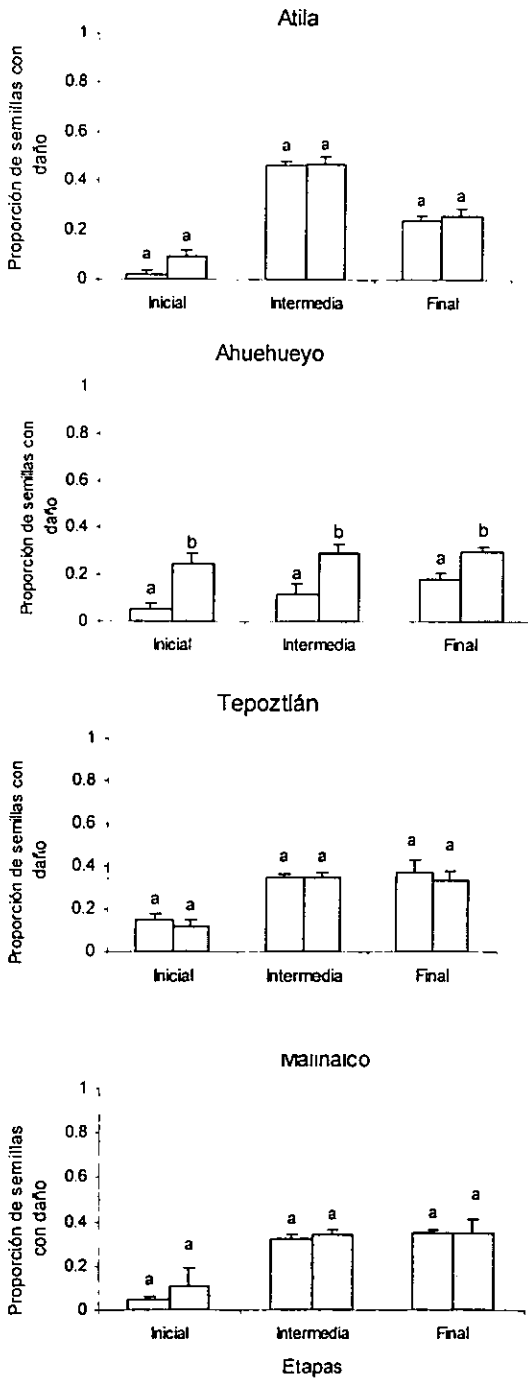 Atila
Proporción de semillas con
daño
1
0.8
0.6
0.4
0.2
0
a a a a a a
Inicial Intermedia Final
Ahuehueyo
Proporción de semillas con
daño
1
0.8
0.6
0.4
0.2
0
a b a b a b
Inicial Intermedia Final
Tepoztlán
Proporción de semillas con
daño
1
0.8
0.6
0.4
0.2
0
a a a a a a
Inicial Intermedia Final
Malinalco
Proporción de semillas
con daño
1
0.8
0.6
0.4
0.2
0
a a a a a a
Inicial Intermedia Final
Etapas